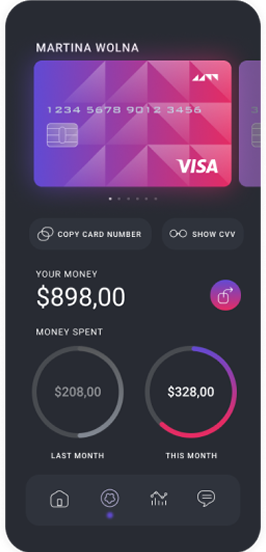 MARTINA WOLNA
1234 5678 9012 3456
VISA
COPY CARD NUMBER
SHOW CVV
YOUR MONEY
$898,00
MONEY SPENT
$208,00
$328,00
LAST MONTH
THIS MONTH